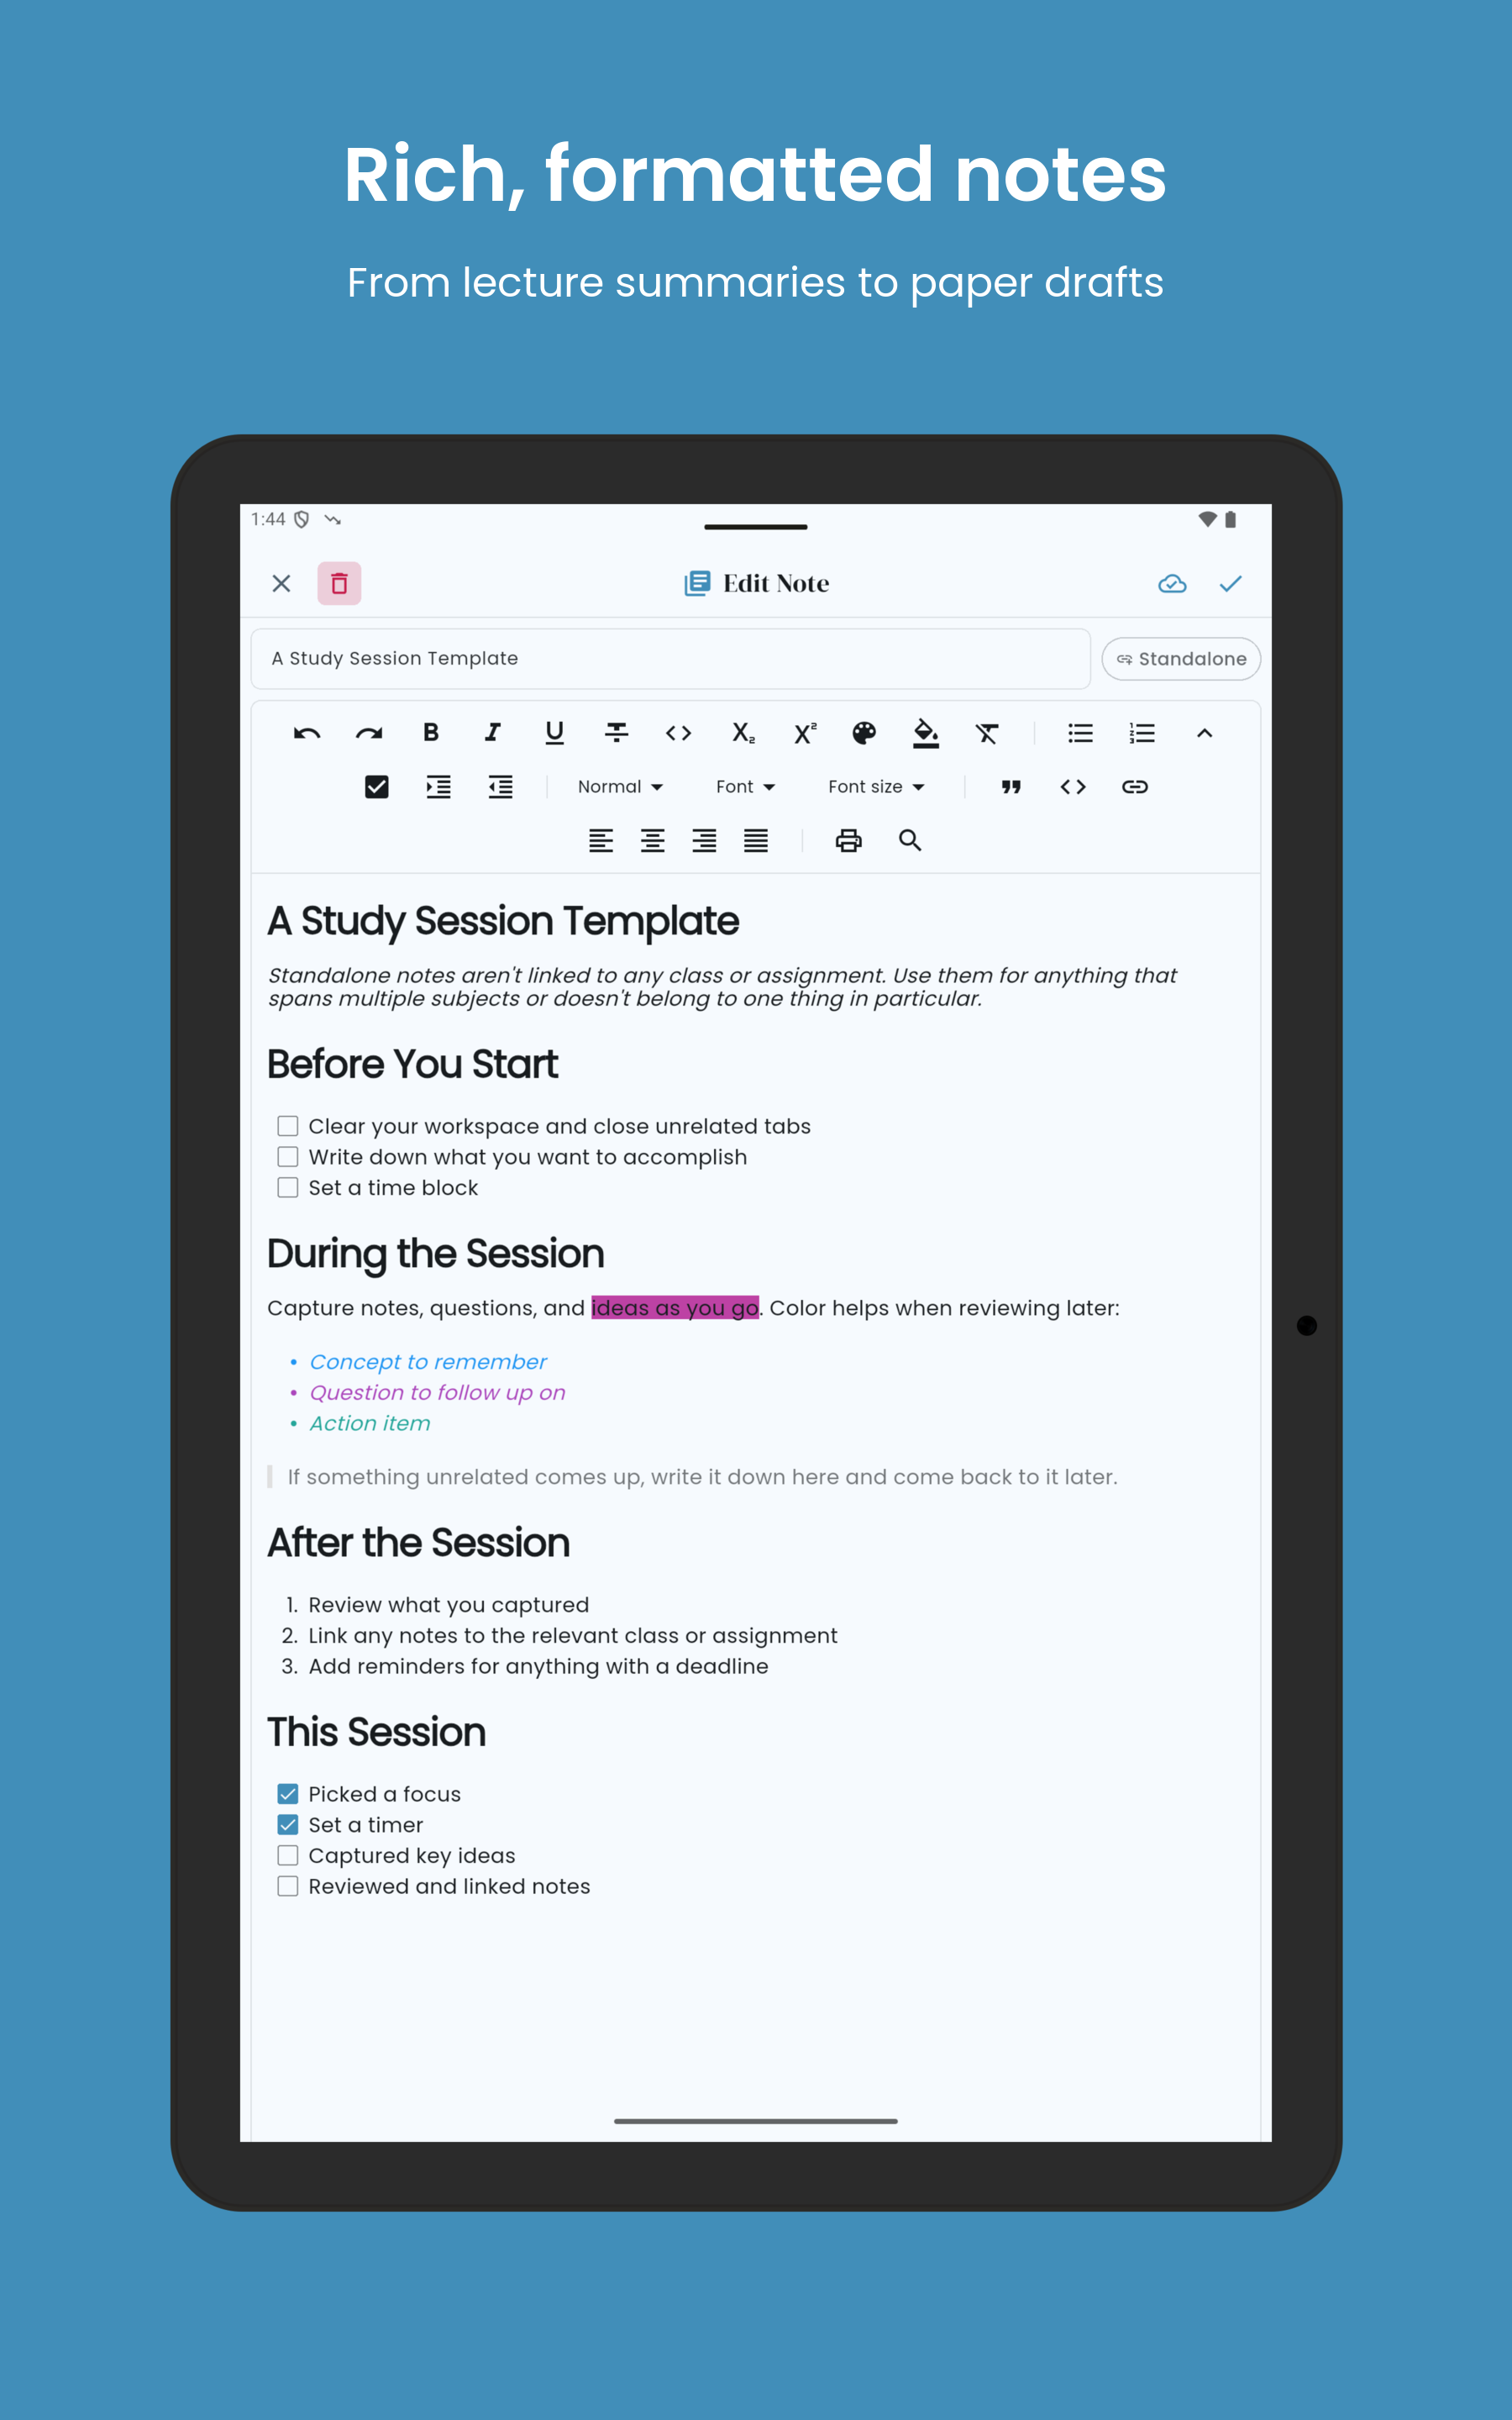 Rich, formatted notes
From lecture summaries to paper drafts
1:44
Edit Note
A Study Session Template
Standalone
Normal
Font
Font size
A Study Session Template
Standalone notes aren't linked to any class or assignment. Use them for anything that
spans multiple subjects or doesn't belong to one thing in particular.
Before You Start
Clear your workspace and close unrelated tabs
Write down what you want to accomplish
Set a time block
During the Session
Capture notes, questions, and ideas as you go. Color helps when reviewing later:
• Concept to remember
• Question to follow up on
• Action item
If something unrelated comes up, write it down here and come back to it later.
After the Session
1. Review what you captured
2. Link any notes to the relevant class or assignment
3. Add reminders for anything with a deadline
This Session
Picked a focus
Set a timer
Captured key ideas
Reviewed and linked notes